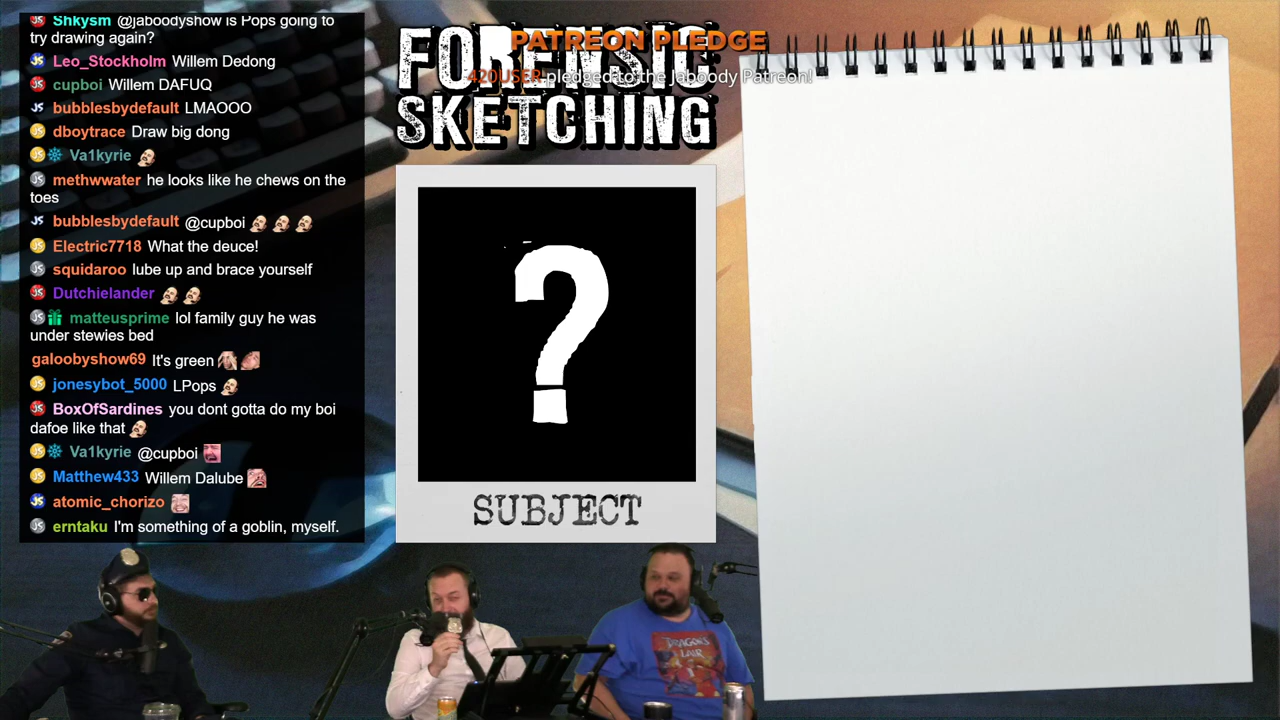 Shkysm @jaboodyshow is Pops going to
try drawing again?
Leo_Stockholm Willem Dedong
cupboi Willem DAFUQ
bubblesbydefault LMAOOO
dboytrace Draw big dong
Va1kyrie
methwwater he looks like he chews on the
toes
bubblesbydefault @cupboi
Electric7718 What the deuce!
squidaroo lube up and brace yourself
Dutchielander
matteusprime lol family guy he was
under stewies bed
galoobyshow69 It's green
jonesybot_5000 LPops
BoxOfSardines you dont gotta do my boi
dafoe like that
Va1kyrie @cupboi
Matthew433 Willem Dalube
atomic_chorizo
erntaku I'm something of a goblin, myself.
FORENSIC
SKETCHING
PATREON PLEDGE
420USER pledged to the Jaboody Patreon!
?
SUBJECT
DRAGON'S
LAIR